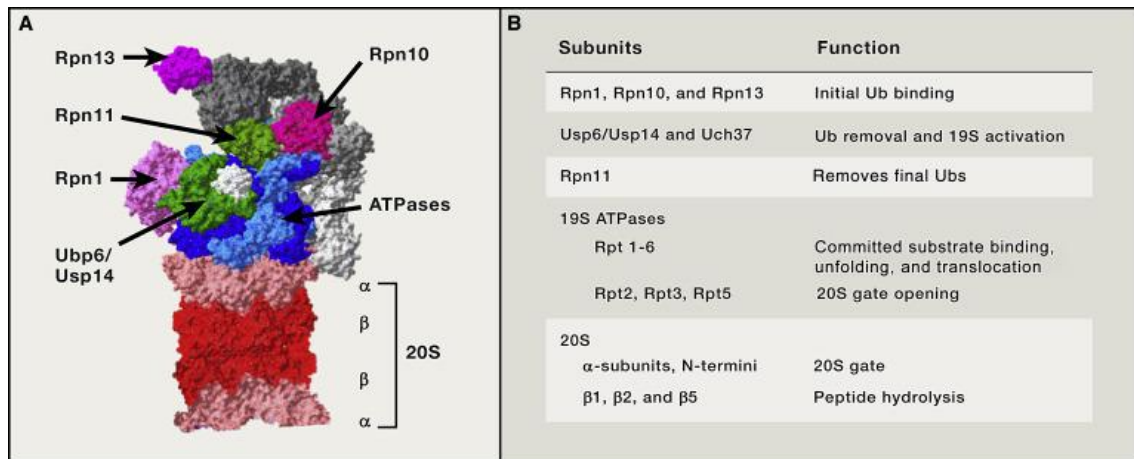 A
Rpn13
Rpn10
Rpn11
Rpn1
ATPases
Ubp6/
Usp14
α
β
20S
β
α
B
Subunits Function
Rpn1, Rpn10, and Rpn13 Initial Ub binding
Usp6/Usp14 and Uch37 Ub removal and 19S activation
Rpn11 Removes final Ubs
19S ATPases
Rpt 1-6 Committed substrate binding,
unfolding, and translocation
Rpt2, Rpt3, Rpt5 20S gate opening
20S
α-subunits, N-termini 20S gate
β1, β2, and β5 Peptide hydrolysis